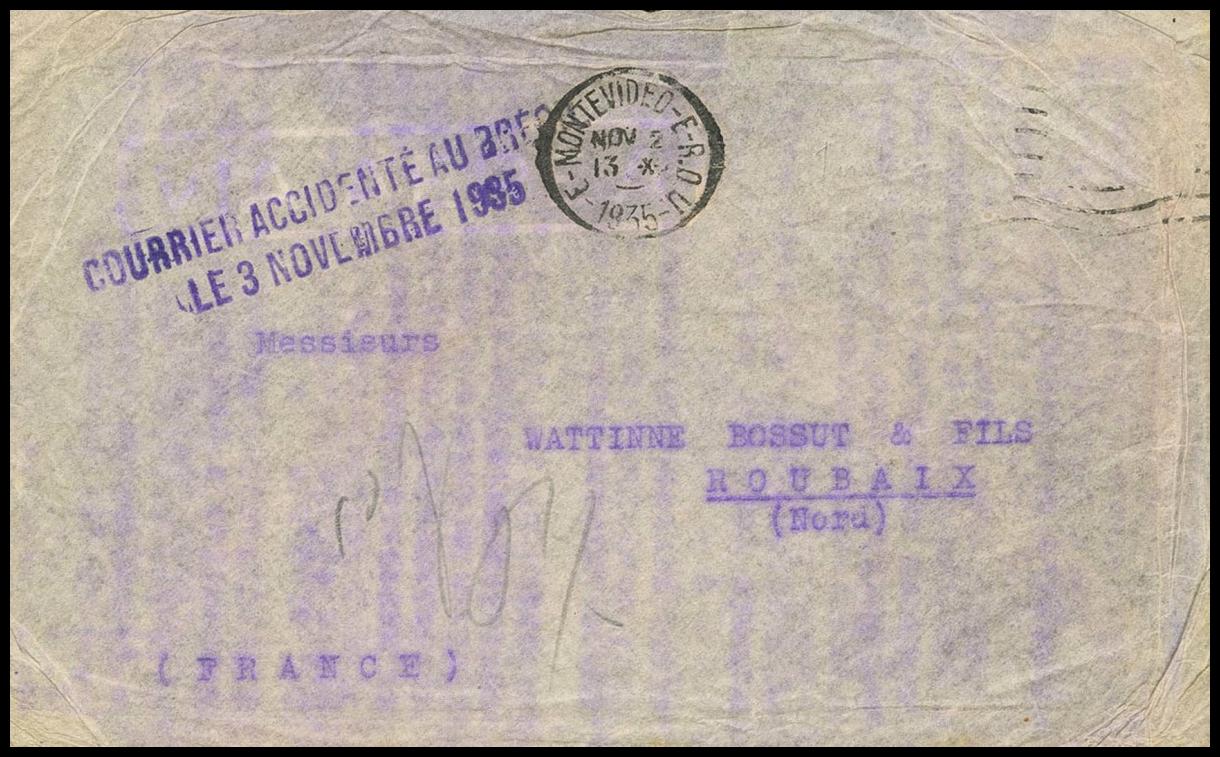 COURRIER ACCIDENTÉ AU BRÉS
LE 3 NOVEMBRE 1935
E-MONTEVIDEO-E-R.O.U-
NOV 2
13 X
1935
Messieurs
WATTINNE BOSSUT & FILS
ROUBAIX
(Nord)
(FRANCE)